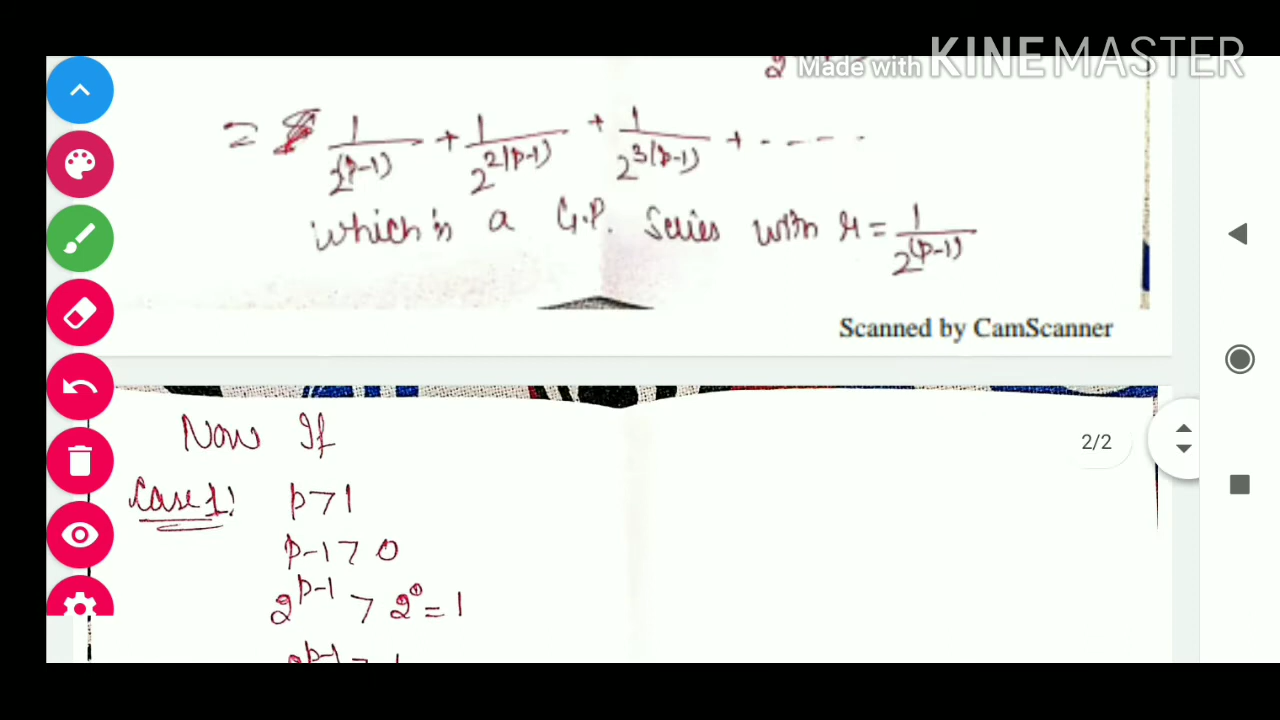 Made with KINEMASTER
= 1/2^(p-1) + 1/2^2(p-1) + 1/2^3(p-1) + - - - -
which is a G.P. Series with r = 1/2^(p-1)
Scanned by CamScanner
2/2
Now If
Case 1: p>1
p-1 > 0
2^p-1 > 2^0 = 1